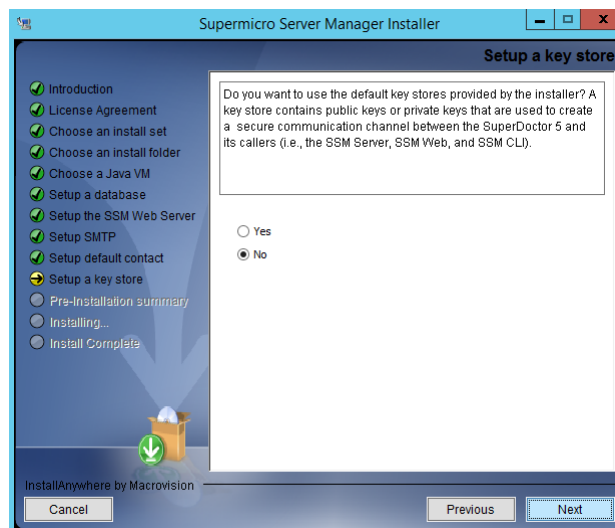 Supermicro Server Manager Installer
Setup a key store
Introduction
License Agreement
Choose an install set
Choose an install folder
Choose a Java VM
Setup a database
Setup the SSM Web Server
Setup SMTP
Setup default contact
Setup a key store
Pre-Installation summary
Installing...
Install Complete
Do you want to use the default key stores provided by the installer? A
key store contains public keys or private keys that are used to create
a secure communication channel between the SuperDoctor 5 and
its callers (i.e., the SSM Server, SSM Web, and SSM CLI).
Yes
No
InstallAnywhere by Macrovision
Cancel
Previous
Next